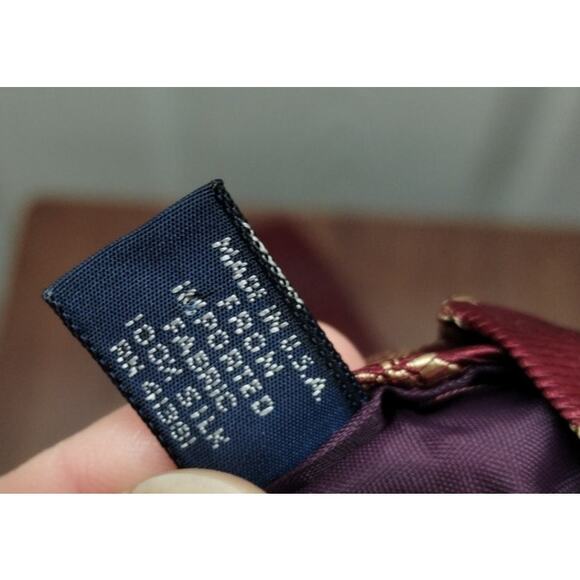 MADE IN U.S.A.
FROM
IMPORTED
FABRIC
100% SILK
RN 41381